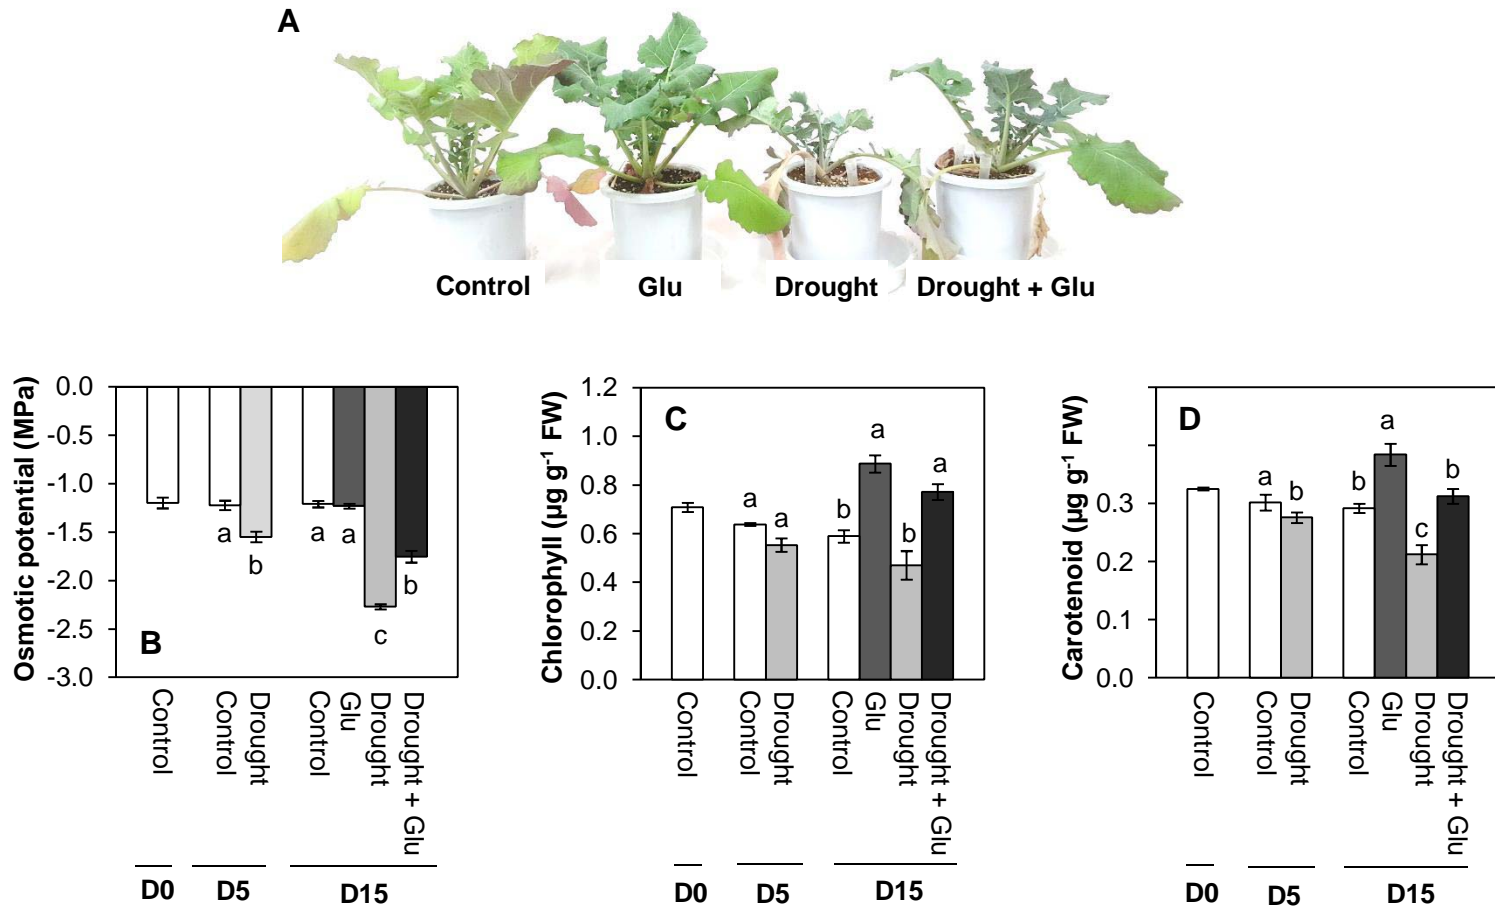 A
Control Glu Drought Drought + Glu
Osmotic potential (MPa)
0.0
-0.5
-1.0
-1.5
-2.0
-2.5
-3.0
a b a a c b
B
Control Control Drought Control Glu Drought Drought + Glu
D0 D5 D15
Chlorophyll (µg g-1 FW)
1.2
1.0
0.8
0.6
0.4
0.2
0.0
C
a a b a b a
Control Control Drought Control Glu Drought Drought + Glu
D0 D5 D15
Carotenoid (µg g-1 FW)
0.3
0.2
0.1
0.0
D
a b b a c b
Control Control Drought Control Glu Drought Drought + Glu
D0 D5 D15